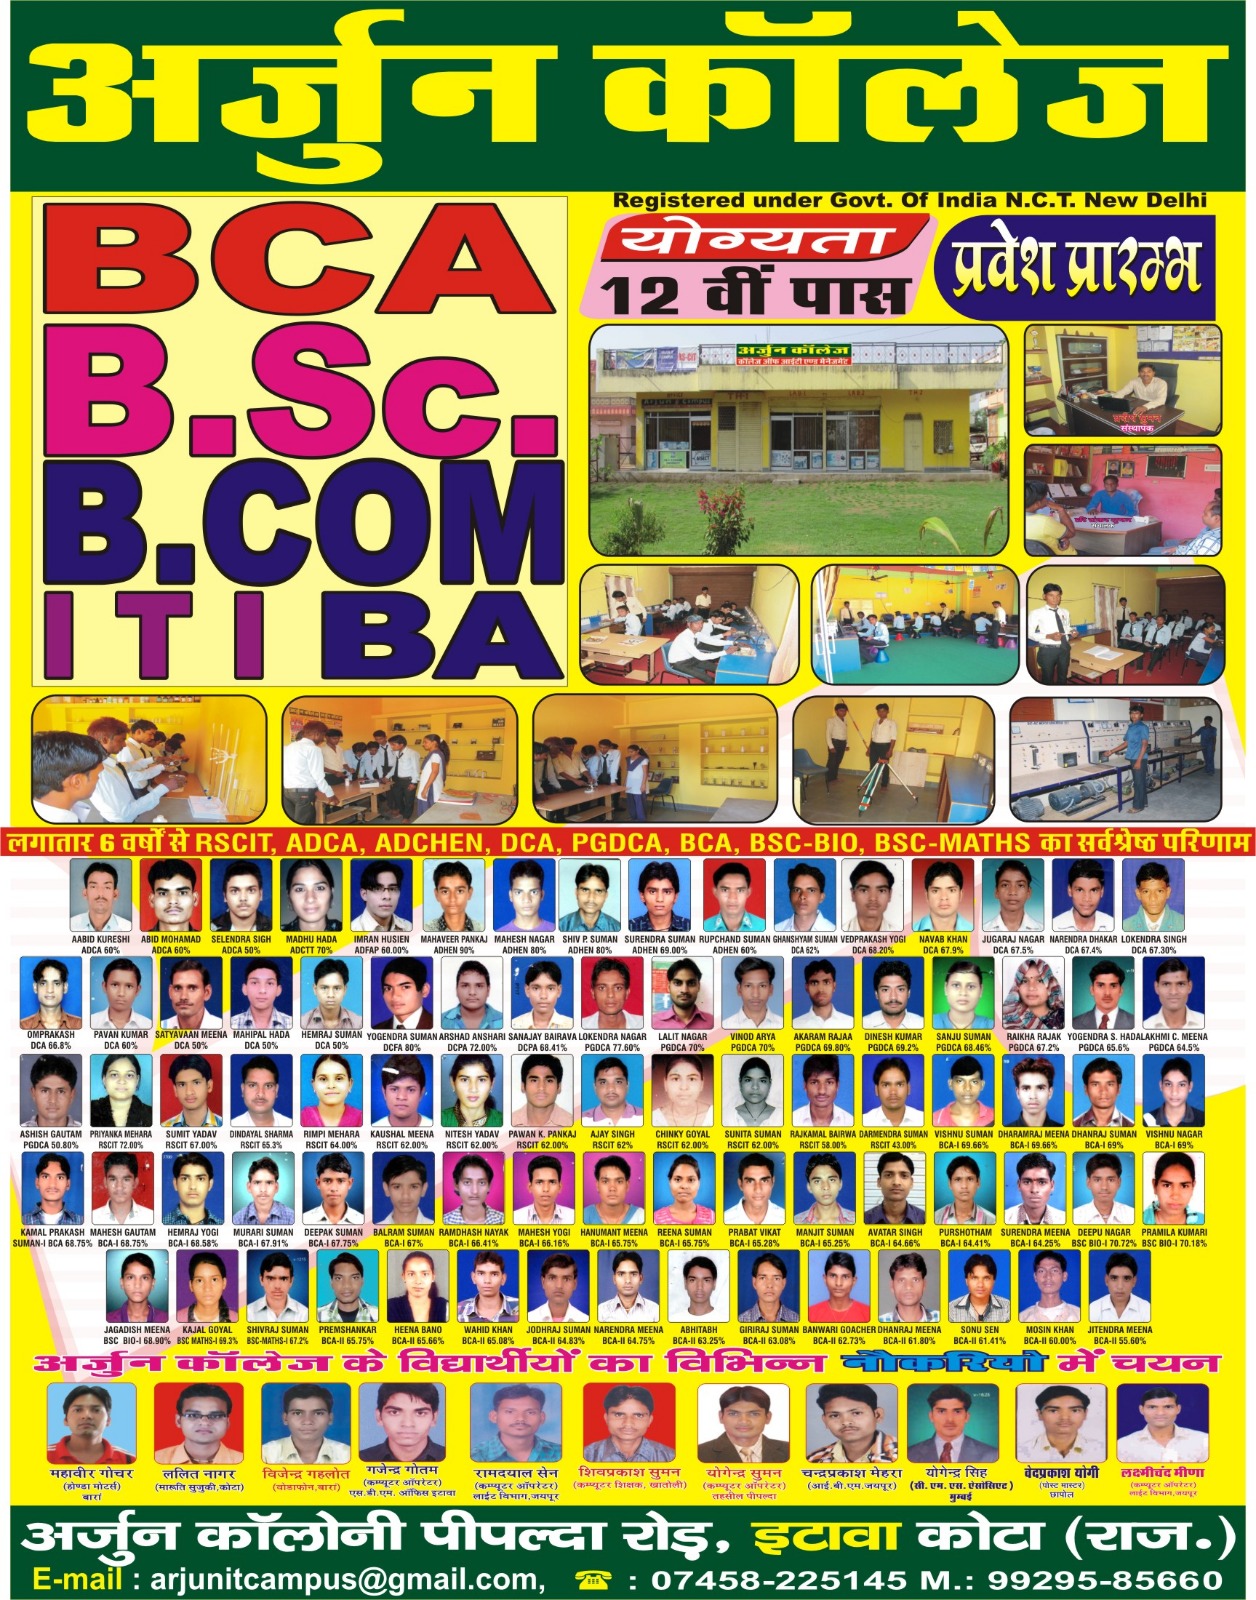 अर्जुन कॉलेज
Registered under Govt. Of India N.C.T. New Delhi
BCA
B.Sc.
B.COM
I T I BA
योग्यता
12 वीं पास
प्रवेश प्रारम्भ
अर्जुन कॉलेज
कॉलेज ऑफ आईटी एण्ड मैनेजमेंट
संस्थापक
संचालक
लगातार 6 वर्षों से RSCIT, ADCA, ADCHEN, DCA, PGDCA, BCA, BSC-BIO, BSC-MATHS का सर्वश्रेष्ठ परिणाम
AABID KURESHI ABID MOHAMAD SELENDRA SIGH MADHU HADA IMRAN HUSIEN MAHAVEER PANKAJ MAHESH NAGAR SHIV P. SUMAN SURENDRA SUMAN RUPCHAND SUMAN GHANSHYAM SUMAN VEDPRAKASH YOGI NAVAB KHAN JUGARAJ NAGAR NARENDRA DHAKAR LOKENDRA SINGH
ADCA 60% ADCA 60% ADCA 50% ADCTT 70% ADFAP 60.00% ADHEN 90% ADHEN 80% ADHEN 80% ADHEN 69.00% ADHEN 60% DCA 62% DCA 68.20% DCA 67.9% DCA 67.5% DCA 67.4% DCA 67.30%
OMPRAKASH PAVAN KUMAR SATYAVAAN MEENA MAHIPAL HADA HEMRAJ SUMAN YOGENDRA SUMAN ARSHAD ANSHARI SANAJAY BAIRAVA LOKENDRA NAGAR LALIT NAGAR VINOD ARYA AKARAM RAJAA DINESH KUMAR SANJU SUMAN RAIKHA RAJAK YOGENDRA S. HADA LAKHMI C. MEENA
DCA 66.8% DCA 60% DCA 50% DCA 50% DCA 50% DCFA 80% DCPA 72.00% DCPA 68.41% PGDCA 77.60% PGDCA 70% PGDCA 70% PGDCA 69.80% PGDCA 69.2% PGDCA 68.46% PGDCA 67.2% PGDCA 65.6% PGDCA 64.5%
ASHISH GAUTAM PRIYANKA MEHARA SUMIT YADAV DINDAYAL SHARMA RIMPI MEHARA KAUSHAL MEENA NITESH YADAV PAWAN K. PANKAJ AJAY SINGH CHINKY GOYAL SUNITA SUMAN RAJKAMAL BAIRWA DARMENDRA SUMAN VISHNU SUMAN DHARAMRAJ MEENA DHANRAJ SUMAN VISHNU NAGAR
PGDCA 50.80% RSCIT 72.00% RSCIT 67.00% RSCIT 65.3% RSCIT 64.00% RSCIT 62.00% RSCIT 62.00% RSCIT 62.00% RSCIT 62% RSCIT 62.00% RSCIT 62.00% RSCIT 58.00% RSCIT 43.00% BCA-I 69.66% BCA-I 69.66% BCA-I 69% BCA-I 69%
KAMAL PRAKASH MAHESH GAUTAM HEMRAJ YOGI MURARI SUMAN DEEPAK SUMAN BALRAM SUMAN RAMDHASH NAYAK MAHESH YOGI HANUMANT MEENA REENA SUMAN PRABAT VIKAT MANJIT SUMAN AVATAR SINGH PURSHOTHAM SURENDRA MEENA DEEPU NAGAR PRAMILA KUMARI
SUMAN-I BCA 68.75% BCA-I 68.75% BCA-I 68.58% BCA-I 67.91% BCA-I 67.75% BCA-I 67% BCA-I 66.41% BCA-I 66.16% BCA-I 65.75% BCA-I 65.75% BCA-I 65.28% BCA-I 65.25% BCA-I 64.66% BCA-I 64.41% BCA-I 64.25% BSC BIO-I 70.72% BSC BIO-I 70.18%
JAGADISH MEENA KAJAL GOYAL SHIVRAJ SUMAN PREMSHANKAR HEENA BANO WAHID KHAN JODHRAJ SUMAN NARENDRA MEENA ABHITABH GIRIRAJ SUMAN BANWARI GOACHER DHANRAJ MEENA SONU SEN MOSIN KHAN JITENDRA MEENA
BSC BIO-I 68.90% BSC MATHS-I 69.3% BSC-MATHS-I 67.2% BCA-II 65.75% BCA-II 65.66% BCA-II 65.08% BCA-II 64.83% BCA-II 64.75% BCA-II 63.25% BCA-II 63.08% BCA-II 62.73% BCA-II 61.80% BCA-II 61.41% BCA-II 60.00% BCA-II 55.60%
अर्जुन कॉलेज के विद्यार्थीयों का विभिन्न नौकरियो में चयन
महावीर गोचर ललित नागर विजेन्द्र गहलोत गजेन्द्र गोतम रामदयाल सेन शिवप्रकाश सुमन योगेन्द्र सुमन चन्द्रप्रकाश मेहरा योगेन्द्र सिंह वेदप्रकाश योगी लक्ष्मीचंद मीणा
(होण्डा मोटर्स) (मारूति सुजुकी,कोटा) (वोडाफोन,बारां) (कम्प्यूटर ऑपरेटर) (कम्प्यूटर ऑपरेटर) (कम्प्यूटर शिक्षक, खातोली) (कम्प्यूटर ऑपरेटर) (आई.बी.एम.जयपूर) (सी. एम. एस. ऐसोसिएट) (पोस्ट मास्टर) (कम्प्यूटर ऑपरेटर)
बारां एस.डी.एम. ऑफिस इटावा लाईट विभाग,जयपूर तहसील पीपल्दा मुम्बई छापोल लाईट विभाग,जयपूर
अर्जुन कॉलोनी पीपल्दा रोड़, इटावा कोटा (राज.)
E-mail : arjunitcampus@gmail.com, ☎ : 07458-225145 M.: 99295-85660